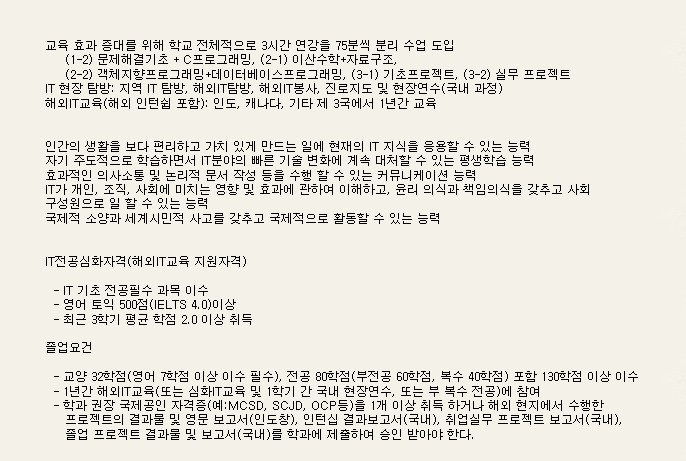 교육 효과 증대를 위해 학교 전체적으로 3시간 연강을 75분씩 분리 수업 도입
(1-2) 문제해결기초 + C프로그래밍, (2-1) 이산수학+자료구조,
(2-2) 객체지향프로그래밍+데이터베이스프로그래밍, (3-1) 기초프로젝트, (3-2) 실무 프로젝트
IT 현장 탐방: 지역 IT 탐방, 해외IT탐방, 해외IT봉사, 진로지도 및 현장연수(국내 과정)
해외IT교육(해외 인턴쉽 포함): 인도, 캐나다, 기타 제 3국에서 1년간 교육
인간의 생활을 보다 편리하고 가치 있게 만드는 일에 현재의 IT 지식을 응용할 수 있는 능력
자기 주도적으로 학습하면서 IT분야의 빠른 기술 변화에 계속 대처할 수 있는 평생학습 능력
효과적인 의사소통 및 논리적 문서 작성 등을 수행 할 수 있는 커뮤니케이션 능력
IT가 개인, 조직, 사회에 미치는 영향 및 효과에 관하여 이해하고, 윤리 의식과 책임의식을 갖추고 사회
구성원으로 일 할 수 있는 능력
국제적 소양과 세계시민적 사고를 갖추고 국제적으로 활동할 수 있는 능력
IT전공심화자격(해외IT교육 지원자격)
- IT 기초 전공필수 과목 이수
- 영어 토익 500점(IELTS 4.0)이상
- 최근 3학기 평균 학점 2.0 이상 취득
졸업요건
- 교양 32학점(영어 7학점 이상 이수 필수), 전공 80학점(부전공 60학점, 복수 40학점) 포함 130학점 이상 이수
- 1년간 해외IT교육(또는 심화IT교육 및 1학기 간 국내 현장연수, 또는 부 복수 전공)에 참여
- 학과 권장 국제공인 자격증(예:MCSD, SCJD, OCP등)을 1개 이상 취득 하거나 해외 현지에서 수행한
프로젝트의 결과물 및 영문 보고서(인도창), 인턴십 결과보고서(국내), 취업실무 프로젝트 보고서(국내),
졸업 프로젝트 결과물 및 보고서(국내)를 학과에 제출하여 승인 받아야 한다.